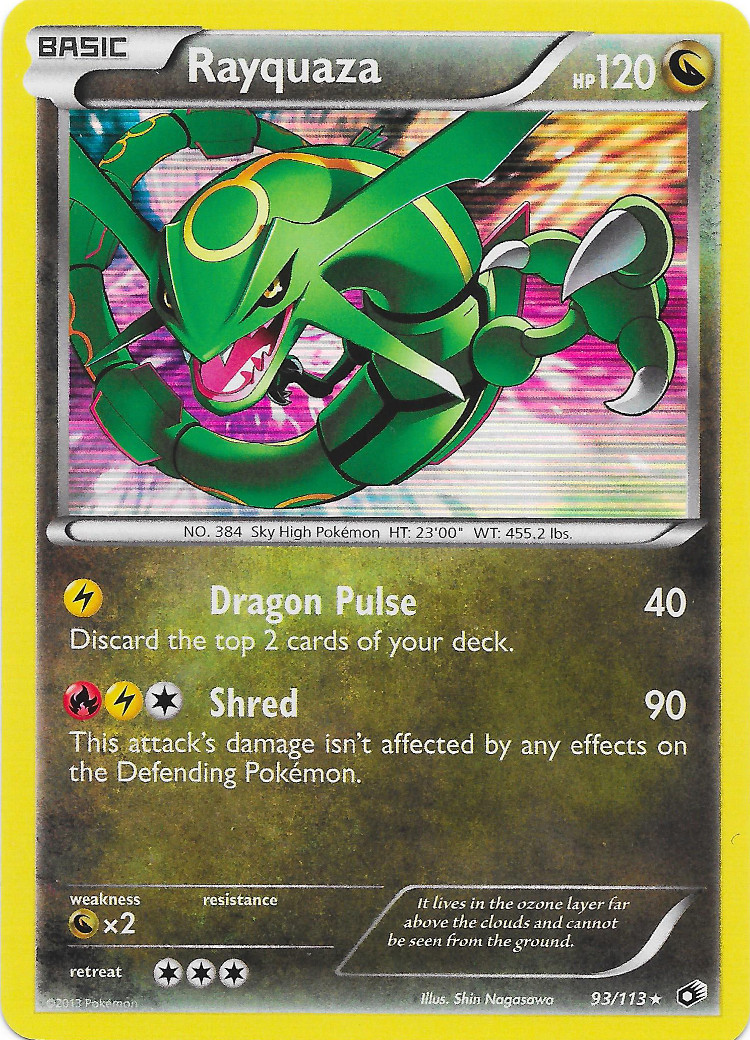 BASIC
Rayquaza
HP120
NO. 384 Sky High Pokémon HT: 23'00" WT: 455.2 lbs.
Dragon Pulse 40
Discard the top 2 cards of your deck.
Shred 90
This attack's damage isn't affected by any effects on
the Defending Pokémon.
weakness resistance
×2
It lives in the ozone layer far
above the clouds and cannot
be seen from the ground.
retreat
©2013 Pokémon Illus. Shin Nagasawa 93/113★